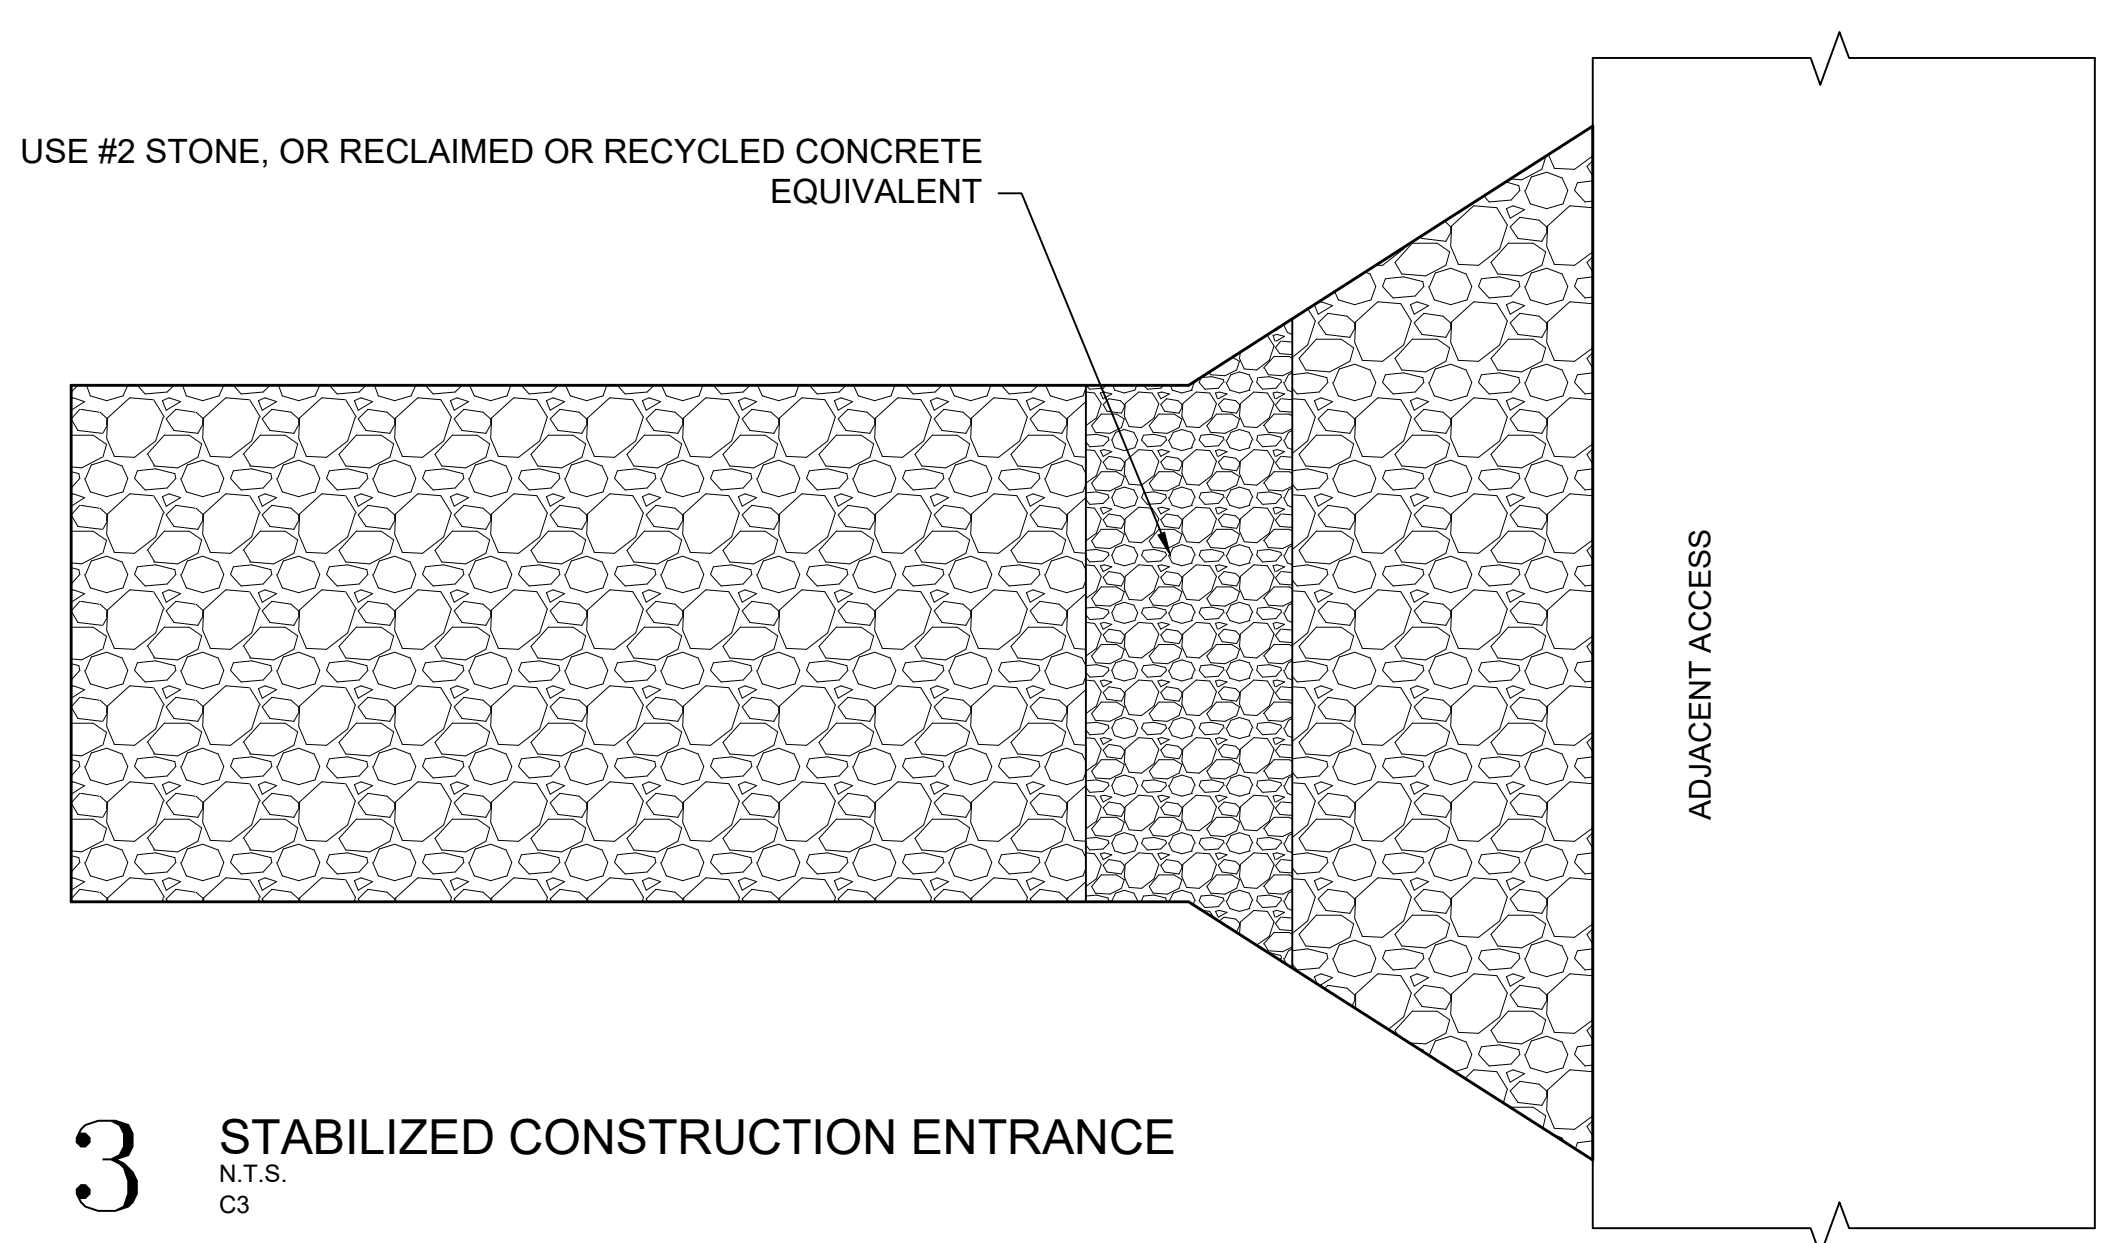 USE #2 STONE, OR RECLAIMED OR RECYCLED CONCRETE
EQUIVALENT
ADJACENT ACCESS
3
STABILIZED CONSTRUCTION ENTRANCE
N.T.S.
C3